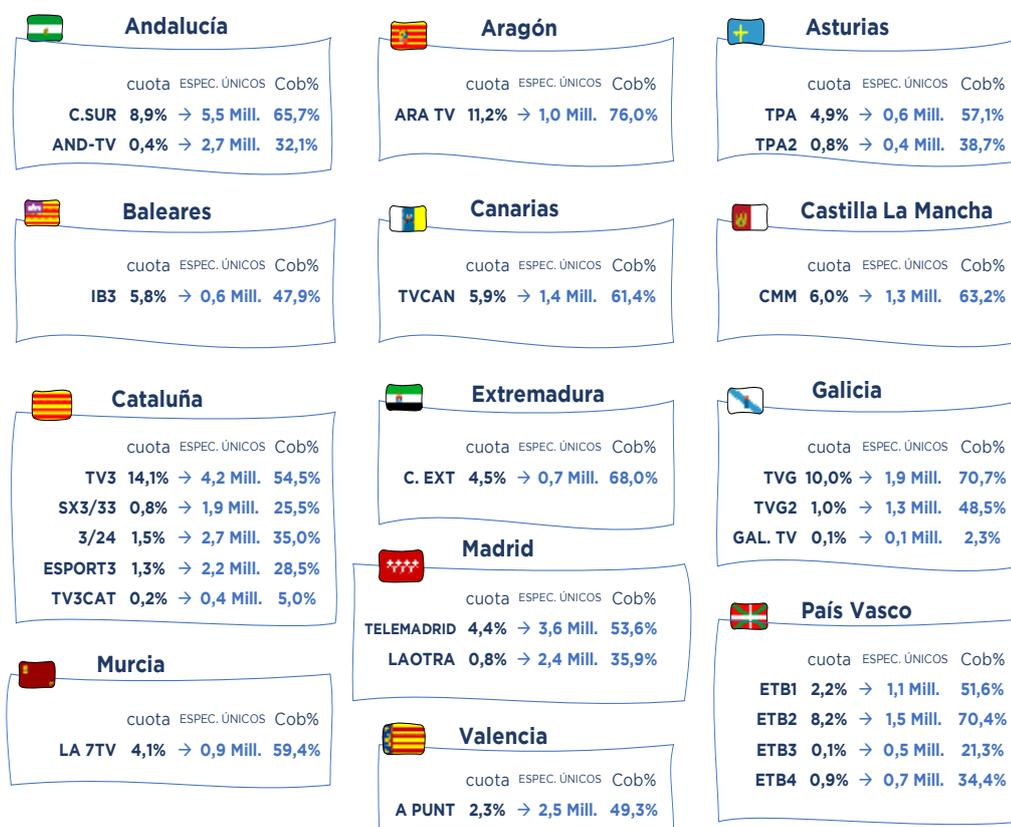 Andalucía
cuota ESPEC. ÚNICOS Cob%
C.SUR 8,9% → 5,5 Mill. 65,7%
AND-TV 0,4% → 2,7 Mill. 32,1%
Aragón
cuota ESPEC. ÚNICOS Cob%
ARA TV 11,2% → 1,0 Mill. 76,0%
Asturias
cuota ESPEC. ÚNICOS Cob%
TPA 4,9% → 0,6 Mill. 57,1%
TPA2 0,8% → 0,4 Mill. 38,7%
Baleares
cuota ESPEC. ÚNICOS Cob%
IB3 5,8% → 0,6 Mill. 47,9%
Canarias
cuota ESPEC. ÚNICOS Cob%
TVCAN 5,9% → 1,4 Mill. 61,4%
Castilla La Mancha
cuota ESPEC. ÚNICOS Cob%
CMM 6,0% → 1,3 Mill. 63,2%
Cataluña
cuota ESPEC. ÚNICOS Cob%
TV3 14,1% → 4,2 Mill. 54,5%
SX3/33 0,8% → 1,9 Mill. 25,5%
3/24 1,5% → 2,7 Mill. 35,0%
ESPORT3 1,3% → 2,2 Mill. 28,5%
TV3CAT 0,2% → 0,4 Mill. 5,0%
Extremadura
cuota ESPEC. ÚNICOS Cob%
C. EXT 4,5% → 0,7 Mill. 68,0%
Galicia
cuota ESPEC. ÚNICOS Cob%
TVG 10,0% → 1,9 Mill. 70,7%
TVG2 1,0% → 1,3 Mill. 48,5%
GAL. TV 0,1% → 0,1 Mill. 2,3%
Madrid
cuota ESPEC. ÚNICOS Cob%
TELEMADRID 4,4% → 3,6 Mill. 53,6%
LAOTRA 0,8% → 2,4 Mill. 35,9%
País Vasco
cuota ESPEC. ÚNICOS Cob%
ETB1 2,2% → 1,1 Mill. 51,6%
ETB2 8,2% → 1,5 Mill. 70,4%
ETB3 0,1% → 0,5 Mill. 21,3%
ETB4 0,9% → 0,7 Mill. 34,4%
Murcia
cuota ESPEC. ÚNICOS Cob%
LA 7TV 4,1% → 0,9 Mill. 59,4%
Valencia
cuota ESPEC. ÚNICOS Cob%
A PUNT 2,3% → 2,5 Mill. 49,3%